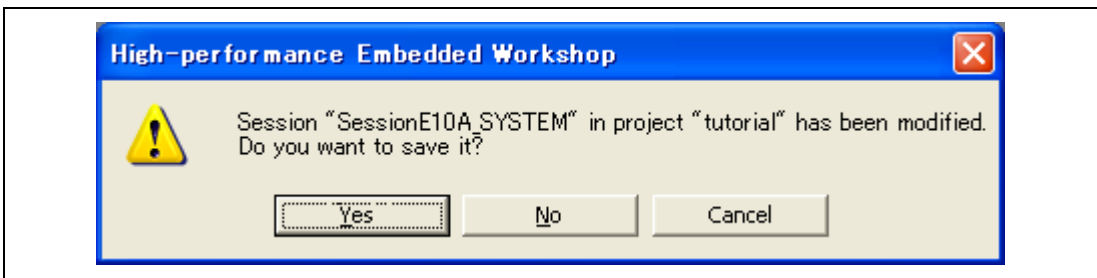 High-performance Embedded Workshop
Session "SessionE10A_SYSTEM" in project "tutorial" has been modified.
Do you want to save it?
Yes No Cancel